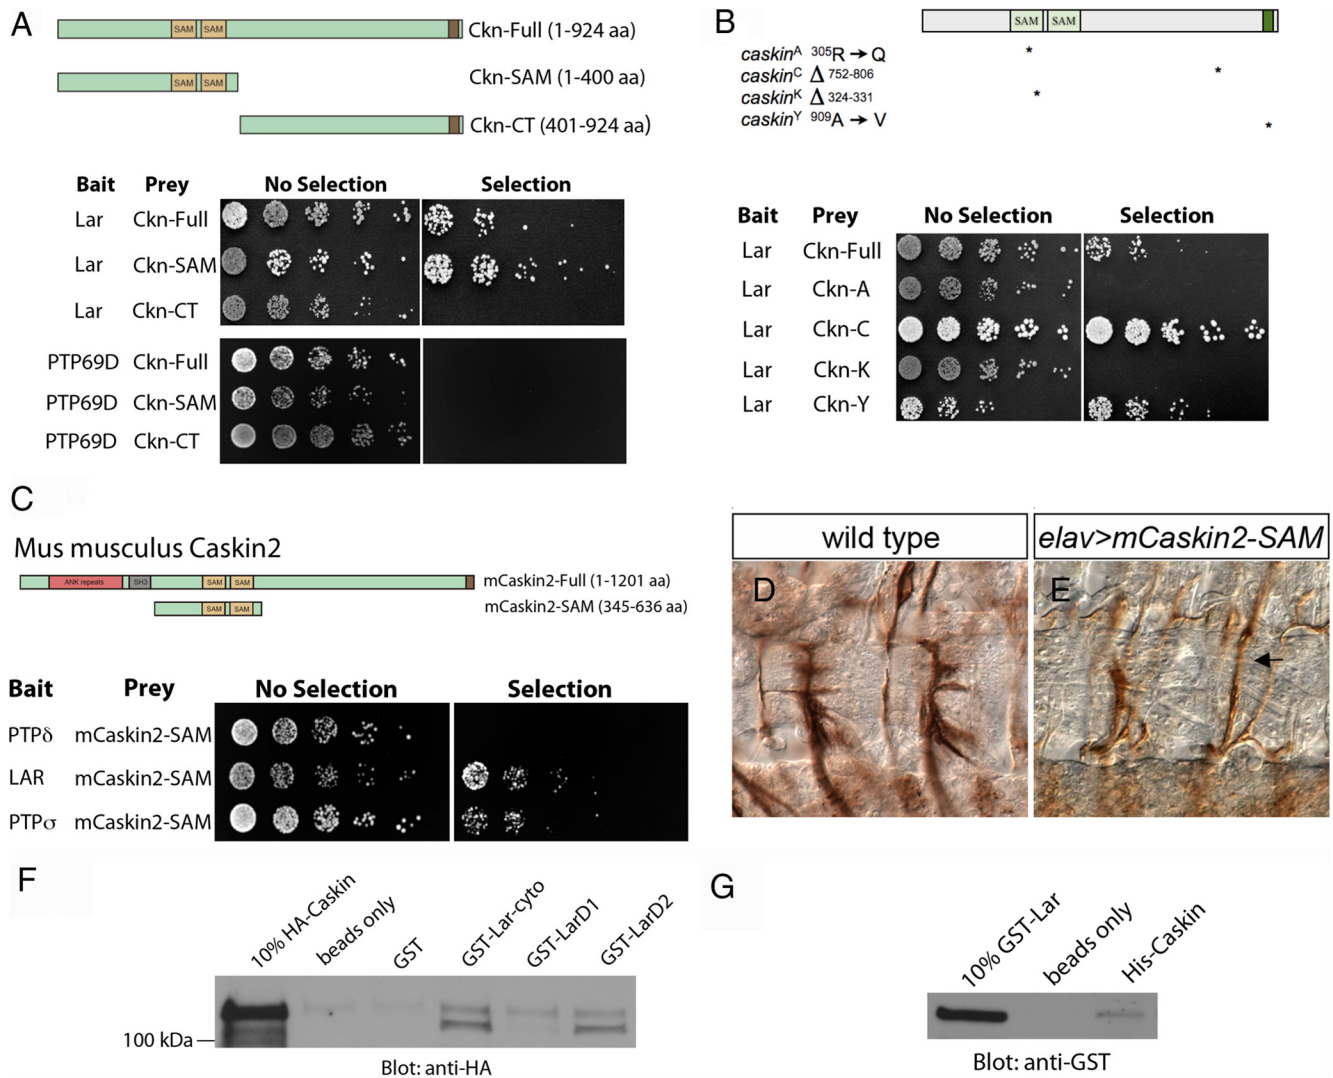 A
SAM SAM Ckn-Full (1-924 aa)
SAM SAM Ckn-SAM (1-400 aa)
Ckn-CT (401-924 aa)
Bait Prey No Selection Selection
Lar Ckn-Full
Lar Ckn-SAM
Lar Ckn-CT
PTP69D Ckn-Full
PTP69D Ckn-SAM
PTP69D Ckn-CT
B
SAM SAM
caskinA 305R → Q *
caskinC Δ 752-806 *
caskinK Δ 324-331 *
caskinY 909A → V *
Bait Prey No Selection Selection
Lar Ckn-Full
Lar Ckn-A
Lar Ckn-C
Lar Ckn-K
Lar Ckn-Y
C
Mus musculus Caskin2
ANK repeats SH3 SAM SAM mCaskin2-Full (1-1201 aa)
SAM SAM mCaskin2-SAM (345-636 aa)
Bait Prey No Selection Selection
PTPδ mCaskin2-SAM
LAR mCaskin2-SAM
PTPσ mCaskin2-SAM
wild type elav>mCaskin2-SAM
D E
F
10% HA-Caskin beads only GST GST-Lar-cyto GST-LarD1 GST-LarD2
100 kDa
Blot: anti-HA
G
10% GST-Lar beads only His-Caskin
Blot: anti-GST